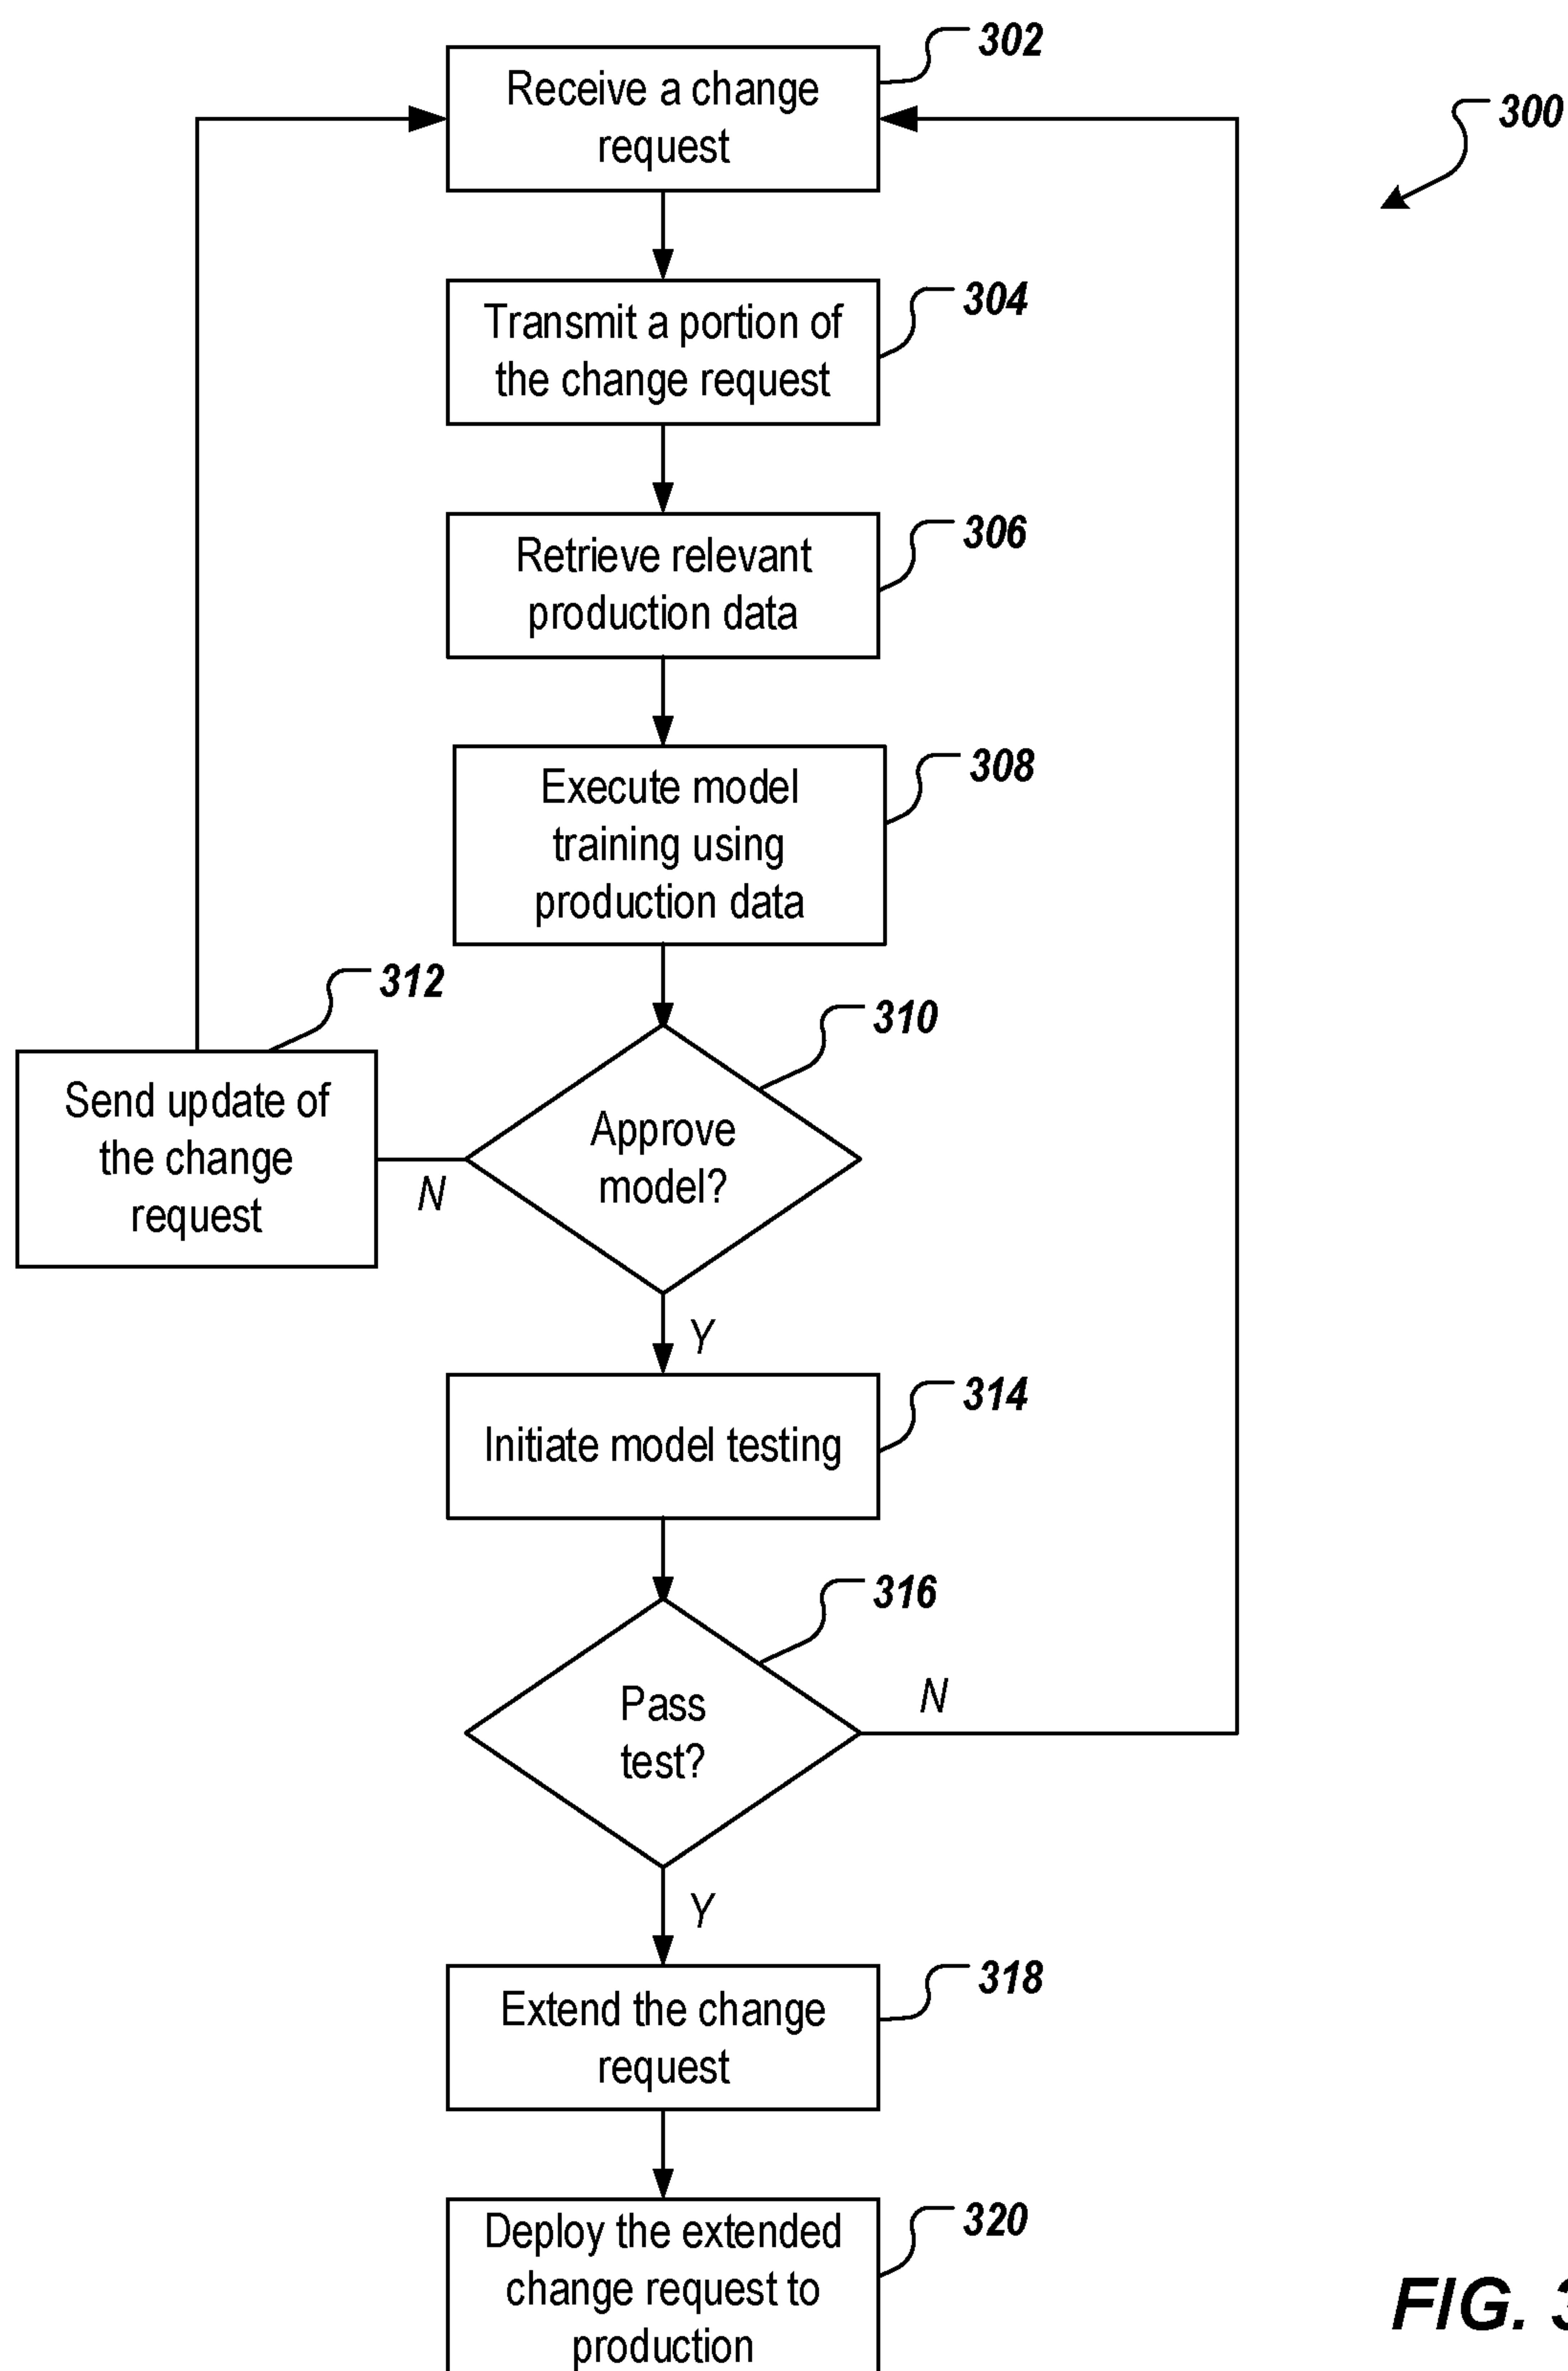 302
Receive a change
request
300
304
Transmit a portion of
the change request
306
Retrieve relevant
production data
308
Execute model
training using
production data
312
310
Send update of
the change
request
N
Approve
model?
Y
314
Initiate model testing
316
Pass
test?
N
Y
318
Extend the change
request
320
Deploy the extended
change request to
production
FIG. 3